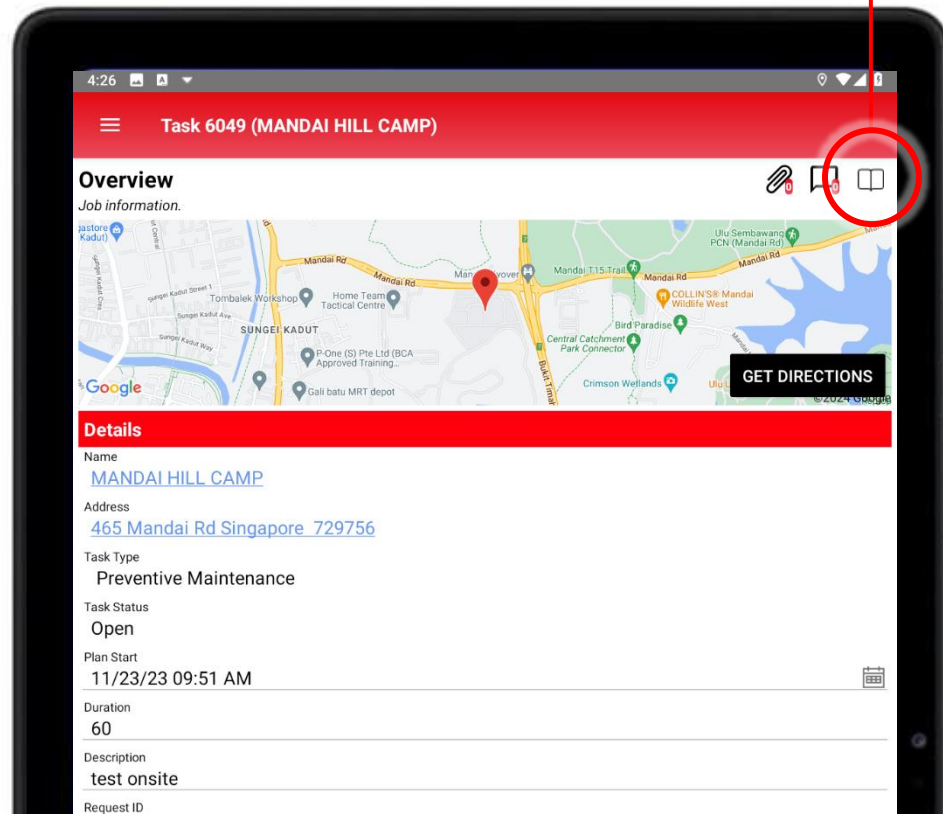 4:26
Task 6049 (MANDAI HILL CAMP)
Overview
0
0
Job information.
Kadut)
Ulu Sembawang
PCN (Mandai Rd)
Mandai Rd
Mandai Rd
Mandai Rd
Mandai T15 Trail
Mandai Rd
Sungei Kadut Street 1
Tombalek Workshop
Home Team
Tactical Centre
COLLIN'S® Mandai
Wildlife West
Sungei Kadut Ave
SUNGEI KADUT
Bird Paradise
Sungei Kadut Way
Central Catchment
Park Connector
P-One (S) Pte Ltd (BCA
Approved Training...
Google
Gali batu MRT depot
Crimson Wetlands
GET DIRECTIONS
©2024 Google
Details
Name
MANDAI HILL CAMP
Address
465 Mandai Rd Singapore 729756
Task Type
Preventive Maintenance
Task Status
Open
Plan Start
11/23/23 09:51 AM
Duration
60
Description
test onsite
Request ID